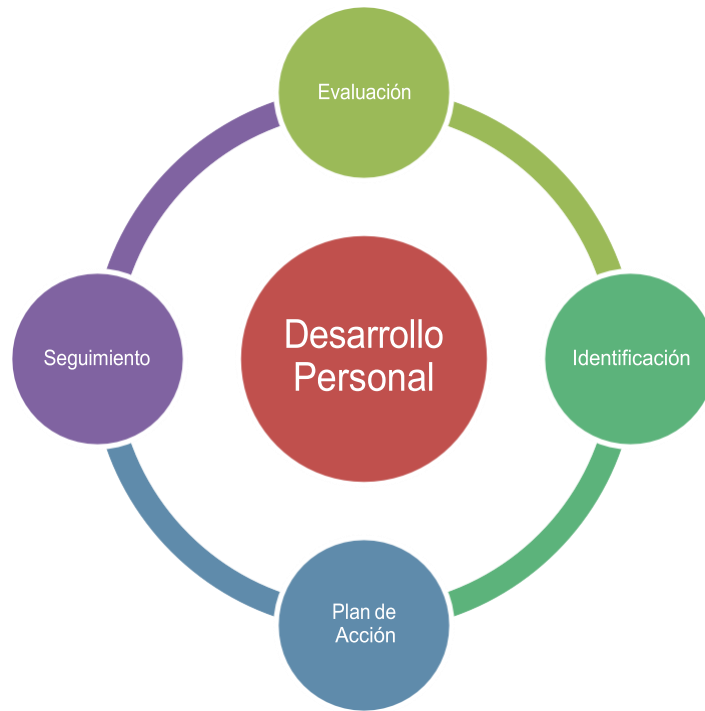 Evaluación
Desarrollo
Personal
Seguimiento
Identificación
Plan de
Acción